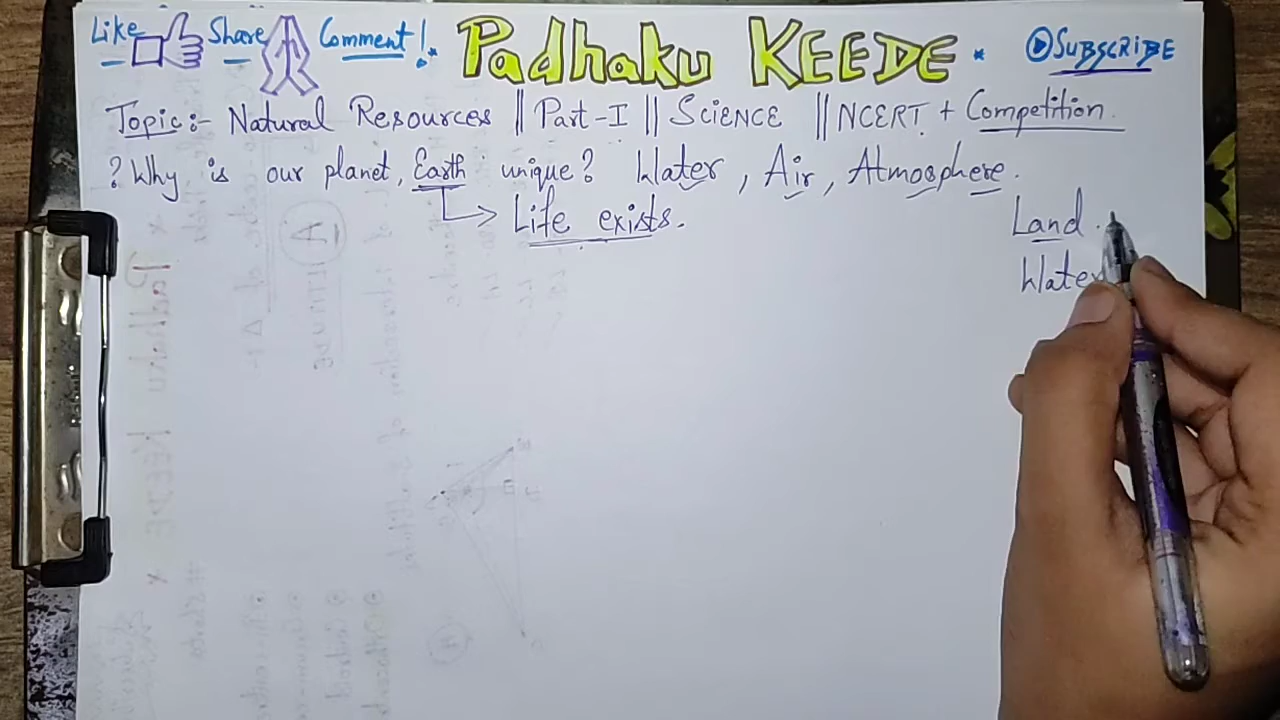 Like Share Comment! Padhaku KEEDE SUBSCRIBE
Topic:- Natural Resources || Part-I || SCIENCE || NCERT + Competition.
? Why is our planet, Earth unique? Water, Air, Atmosphere.
→ Life exists. Land.
Water